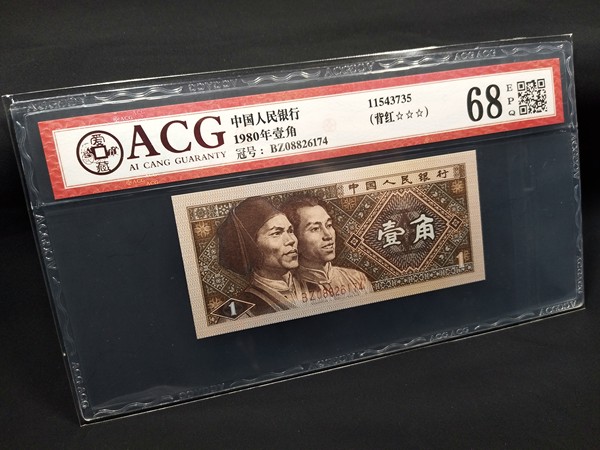 ACG
AI CANG GUARANTY
中国人民银行
1980年壹角
冠号：BZ08826174
11543735
(背红☆☆☆)
68
EPQ
中国人民银行
壹角
BZ08826174
1
1